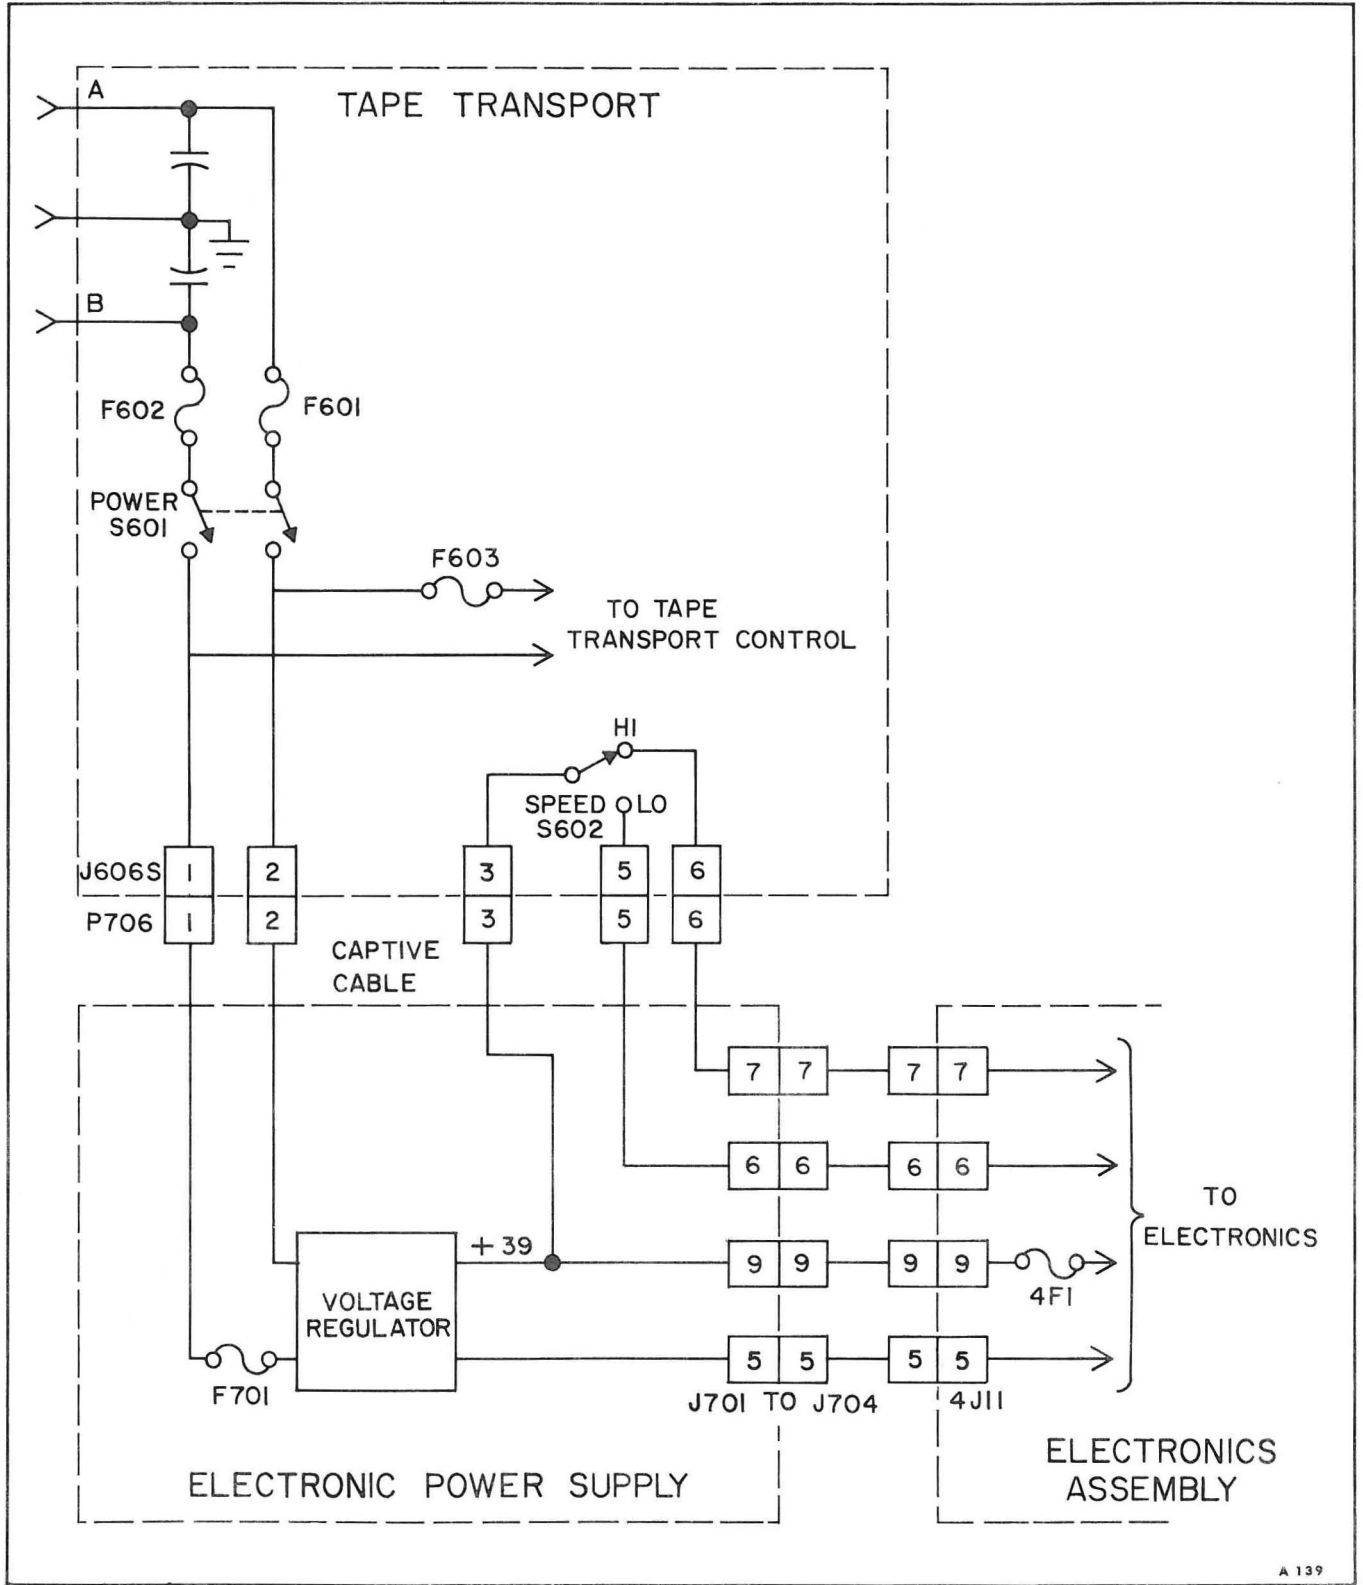 A
TAPE TRANSPORT
B
F602
F601
POWER
S601
F603
TO TAPE
TRANSPORT CONTROL
HI
SPEED
S602
LO
J606S 1 2 3 5 6
P706 1 2 3 5 6
CAPTIVE
CABLE
7 7 7 7
6 6 6 6
TO
ELECTRONICS
+39
9 9 9 9
4F1
VOLTAGE
REGULATOR
5 5 5 5
F701
J701 TO J704
4J11
ELECTRONIC POWER SUPPLY
ELECTRONICS
ASSEMBLY
A 139